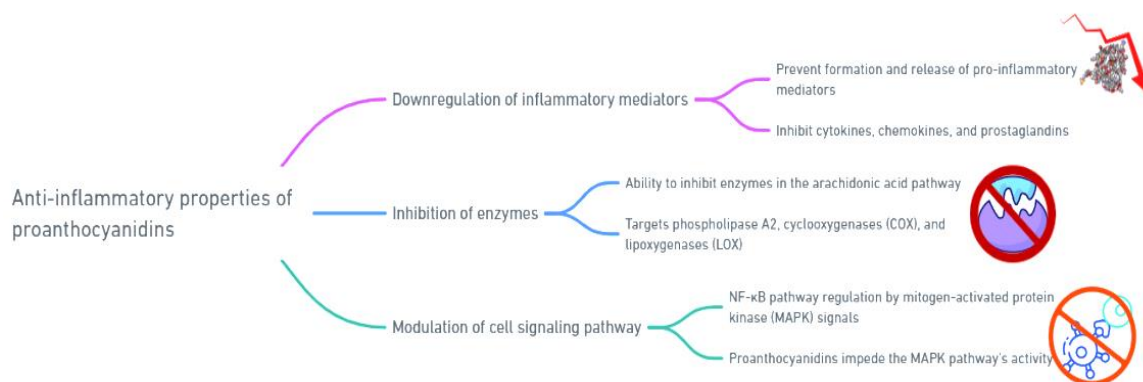 Anti-inflammatory properties of
proanthocyanidins
Downregulation of inflammatory mediators
Prevent formation and release of pro-inflammatory
mediators
Inhibit cytokines, chemokines, and prostaglandins
Inhibition of enzymes
Ability to inhibit enzymes in the arachidonic acid pathway
Targets phospholipase A2, cyclooxygenases (COX), and
lipoxygenases (LOX)
Modulation of cell signaling pathway
NF-κB pathway regulation by mitogen-activated protein
kinase (MAPK) signals
Proanthocyanidins impede the MAPK pathway's activity